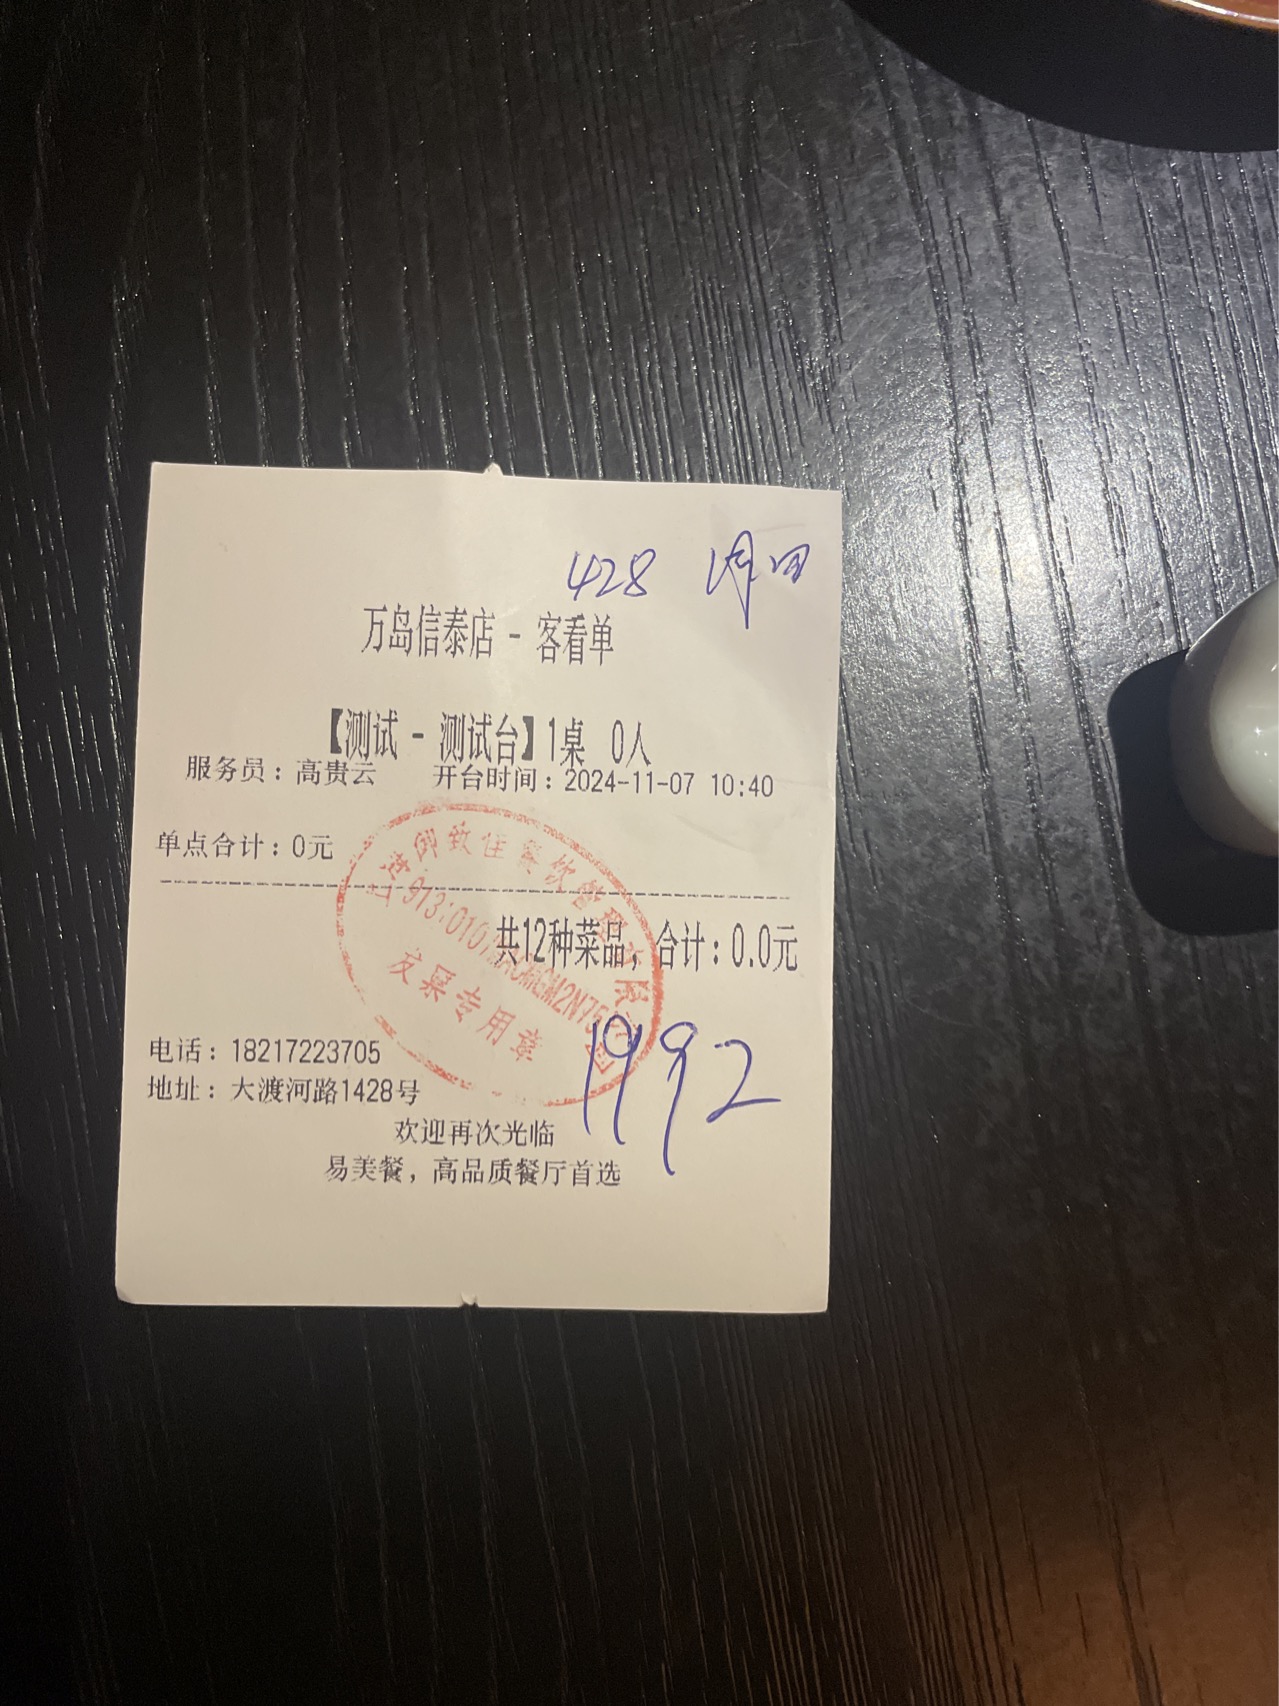 428
万岛信泰店 - 客看单
【测试 - 测试台】1桌 0人
服务员：高贵云 开台时间：2024-11-07 10:40
单点合计：0元
共12种菜品，合计：0.0元
专用章
1992
电话：18217223705
地址：大渡河路1428号
欢迎再次光临
易美餐，高品质餐厅首选